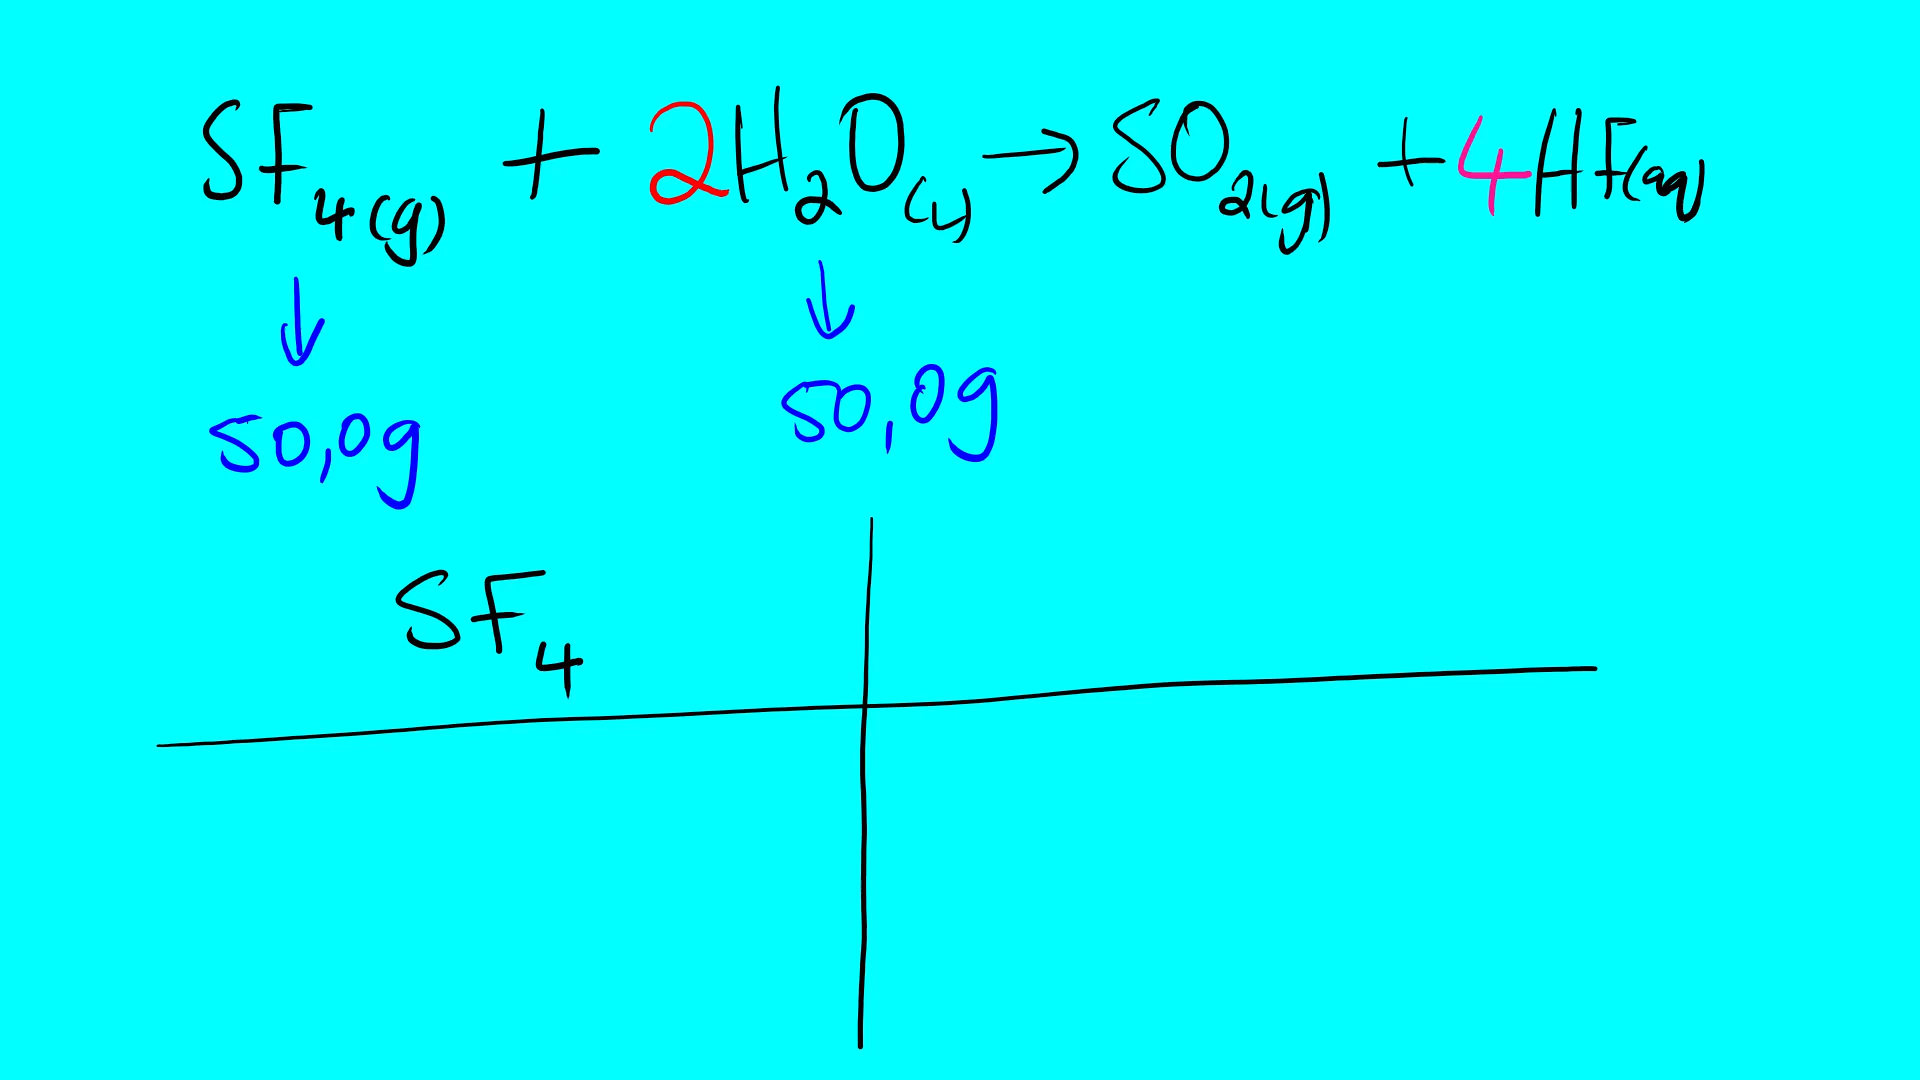 SF₄(g) + 2H₂O(l) → SO₂(g) + 4HF(aq)
↓ ↓
50,0g 50,0g
SF₄